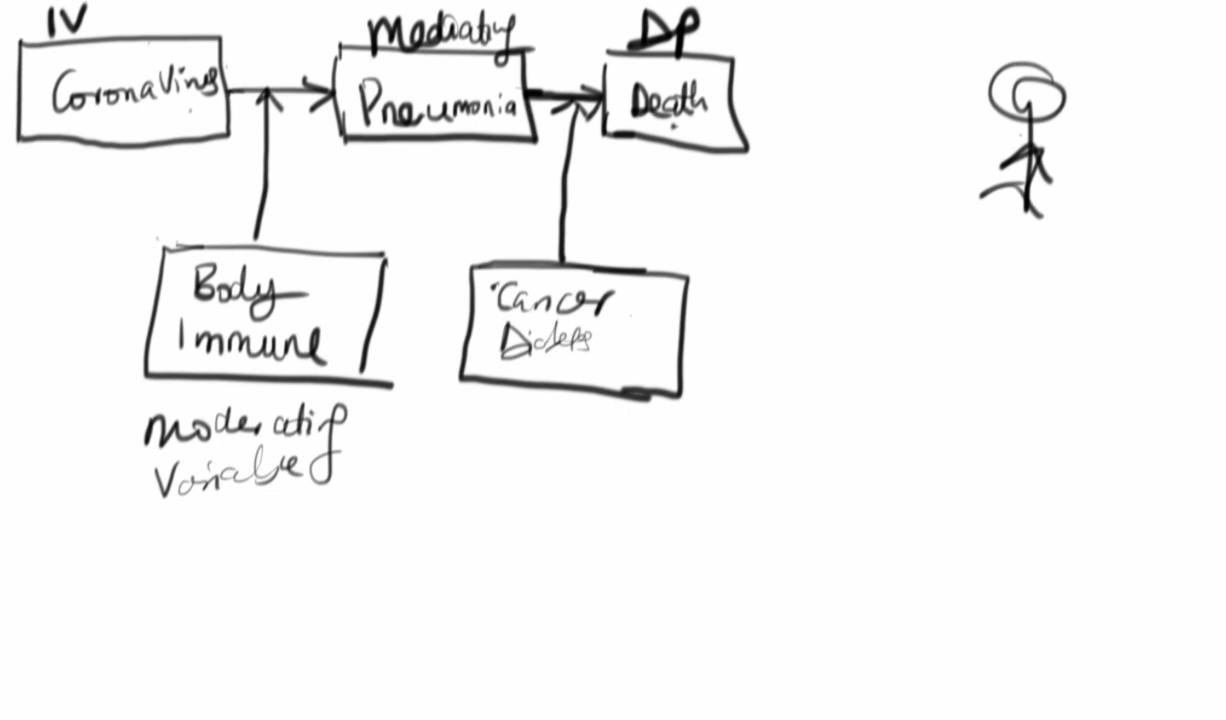 IV
Mediating
DP
CoronaVirus
Pneumonia
Death
Body
Immune
Cancer
Moderating
Variable